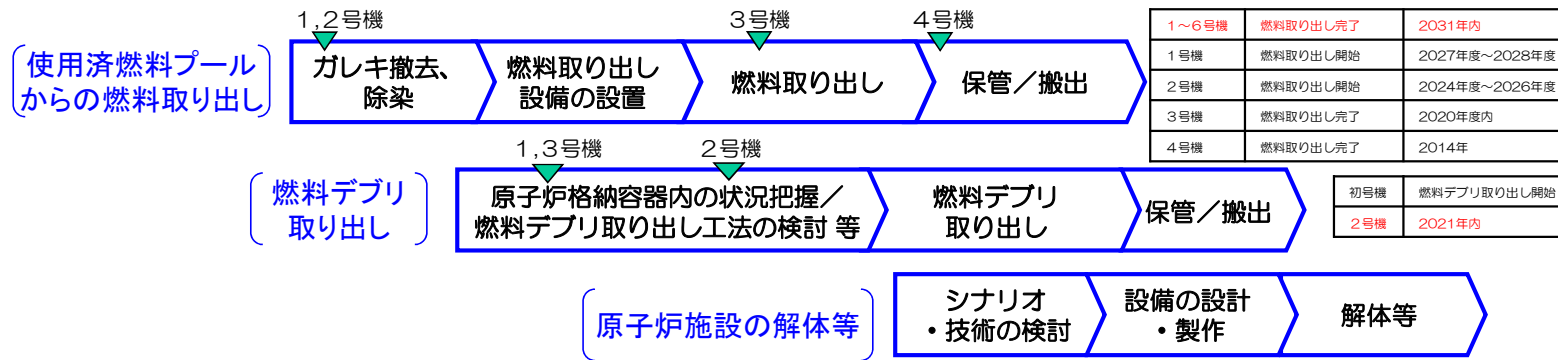 1,2号機
3号機
4号機
使用済燃料プール
からの燃料取り出し
ガレキ撤去、
除染
燃料取り出し
設備の設置
燃料取り出し
保管／搬出
1～6号機 燃料取り出し完了 2031年内
1号機 燃料取り出し開始 2027年度～2028年度
2号機 燃料取り出し開始 2024年度～2026年度
3号機 燃料取り出し完了 2020年度内
4号機 燃料取り出し完了 2014年
1,3号機
2号機
燃料デブリ
取り出し
原子炉格納容器内の状況把握／
燃料デブリ取り出し工法の検討 等
燃料デブリ
取り出し
保管／搬出
初号機 燃料デブリ取り出し開始
2号機 2021年内
原子炉施設の解体等
シナリオ
・技術の検討
設備の設計
・製作
解体等